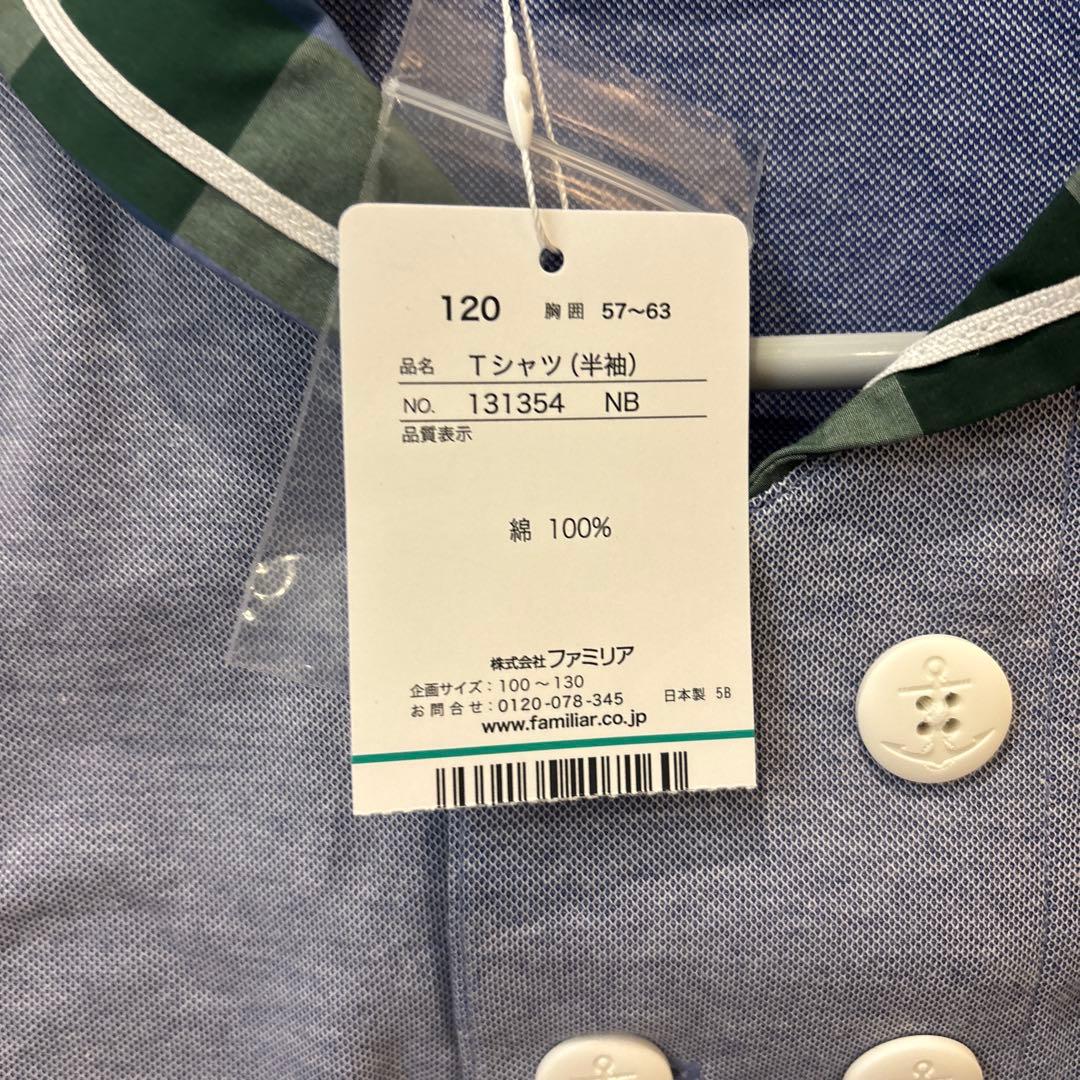 120 胸囲 57～63
品名 Tシャツ(半袖)
NO. 131354 NB
品質表示
綿 100%
株式会社ファミリア
企画サイズ：100～130
お問合せ：0120-078-345 日本製 5B
www.familiar.co.jp